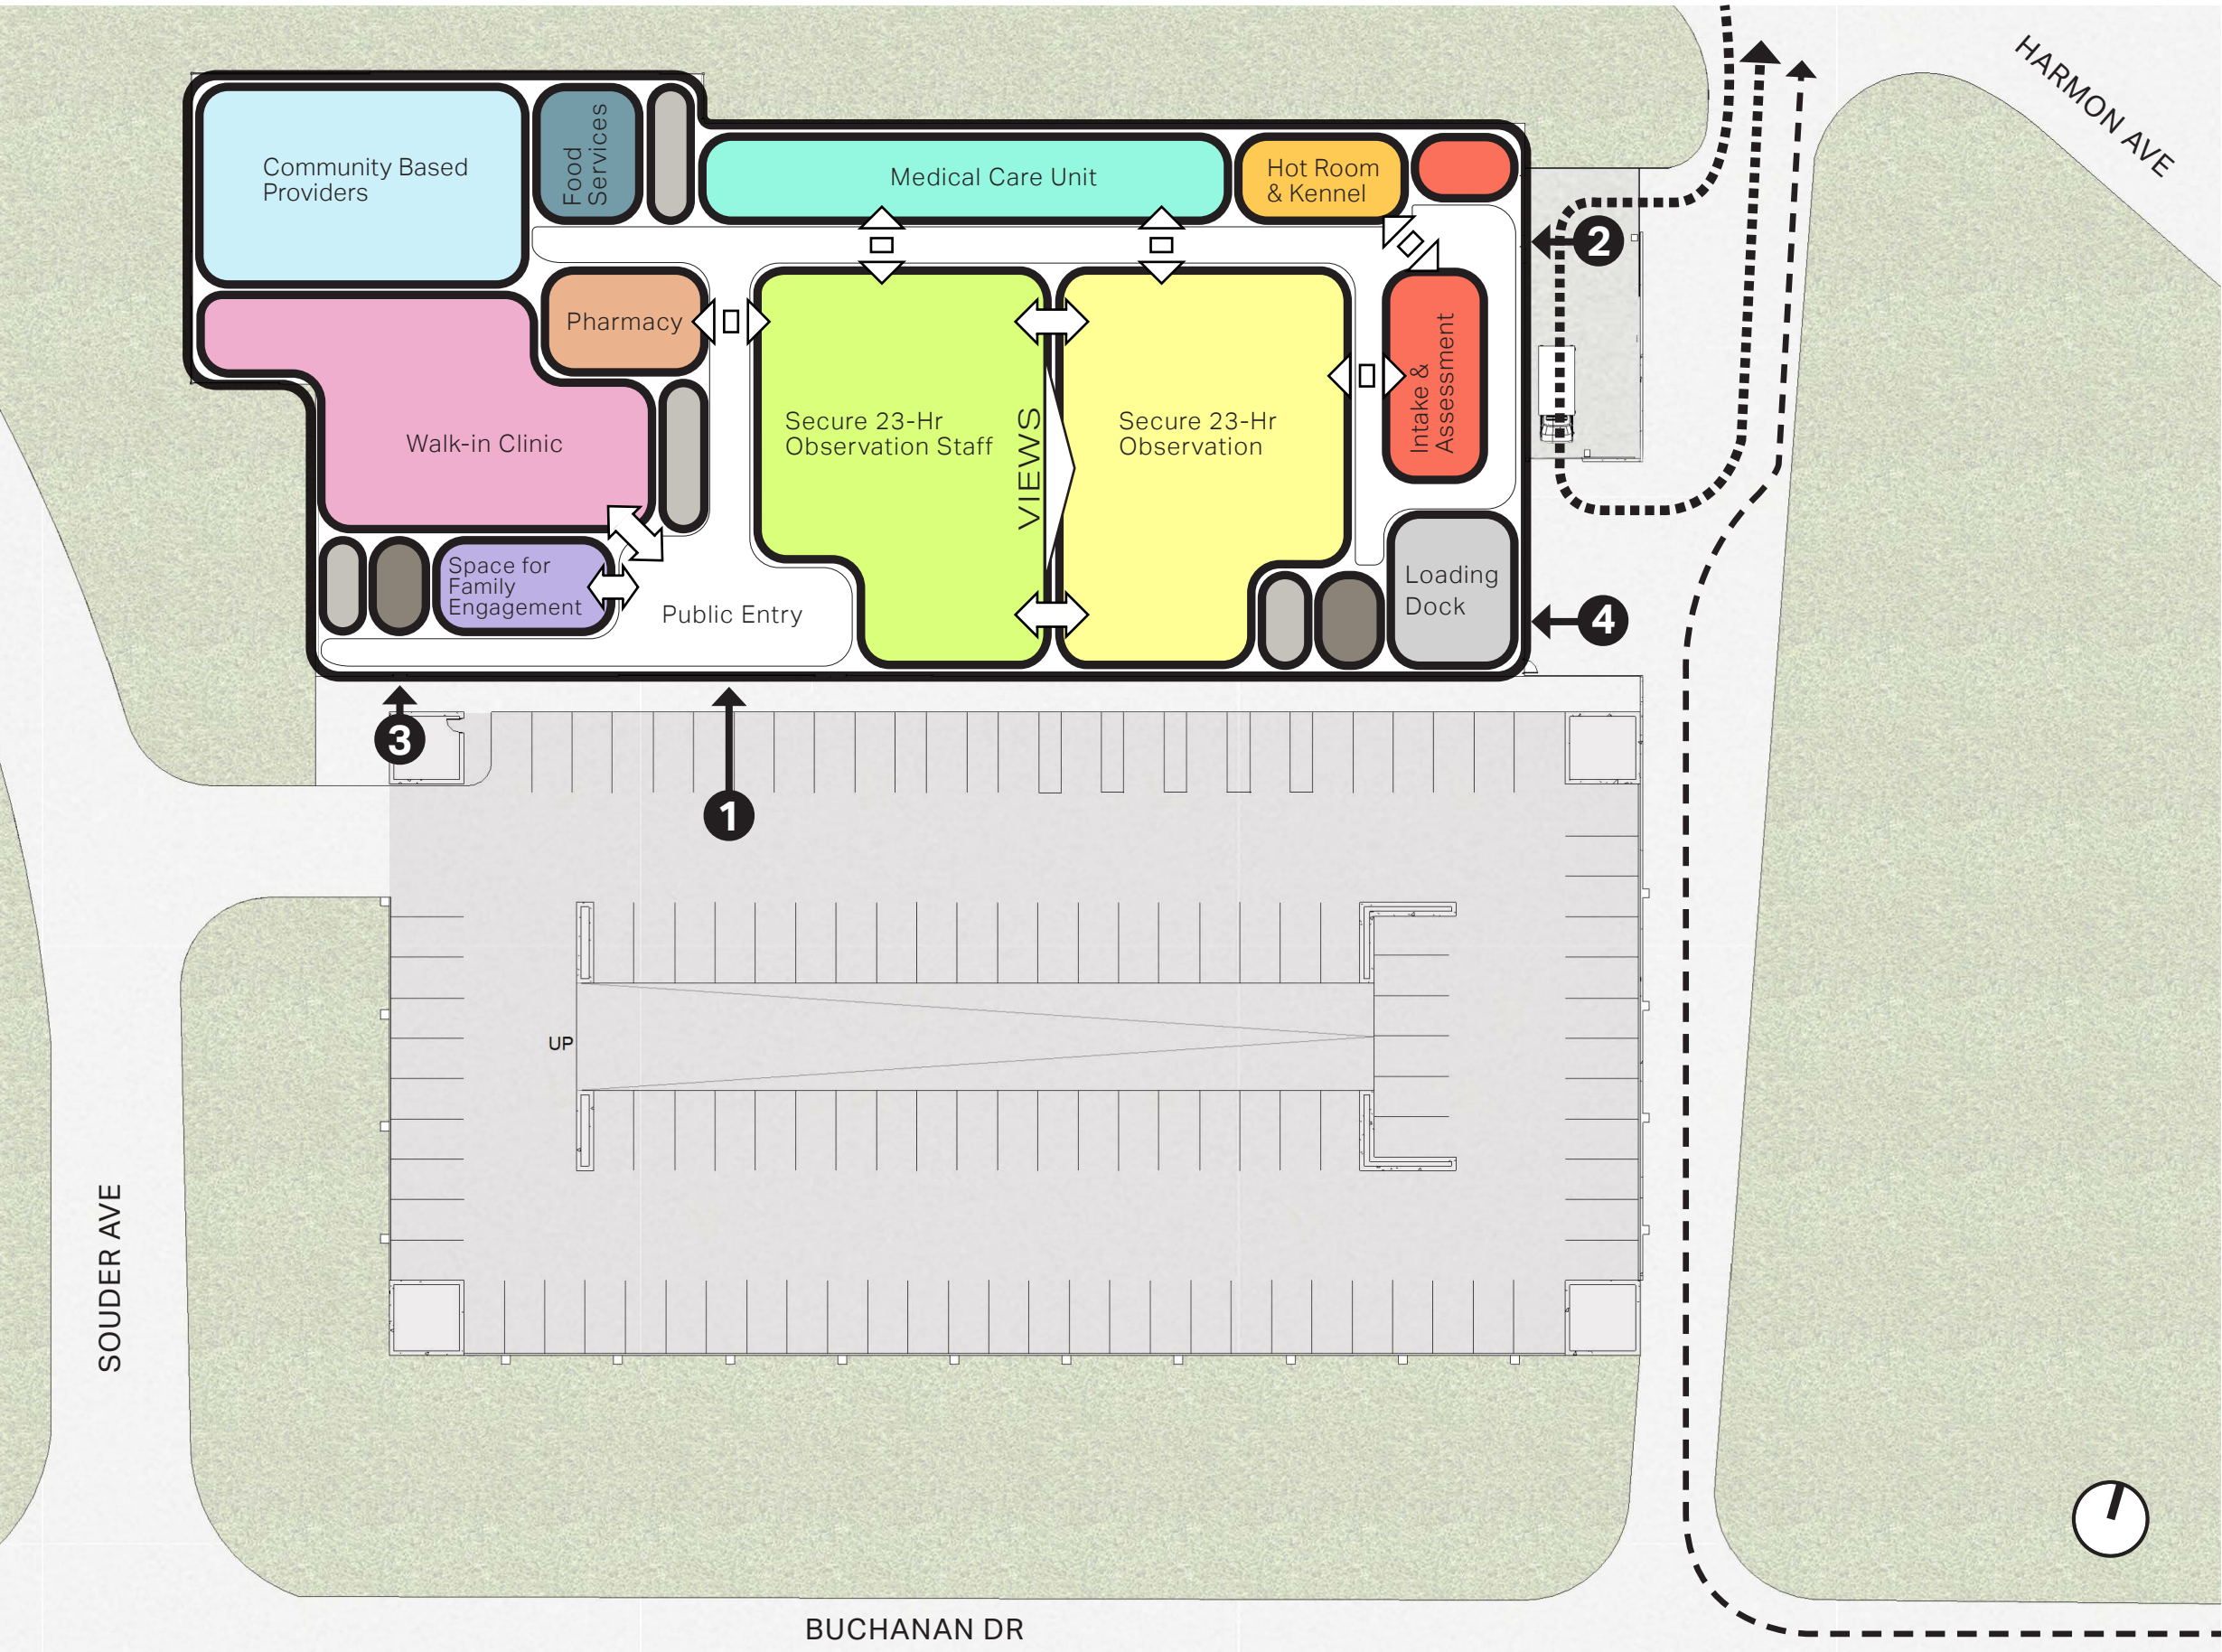 HARMON AVE
Community Based
Providers
Food
Services
Medical Care Unit
Hot Room
& Kennel
2
Pharmacy
Secure 23-Hr
Observation Staff
VIEWS
Secure 23-Hr
Observation
Intake &
Assessment
Walk-in Clinic
Space for
Family
Engagement
Public Entry
Loading
Dock
4
3
1
UP
SOUDER AVE
BUCHANAN DR